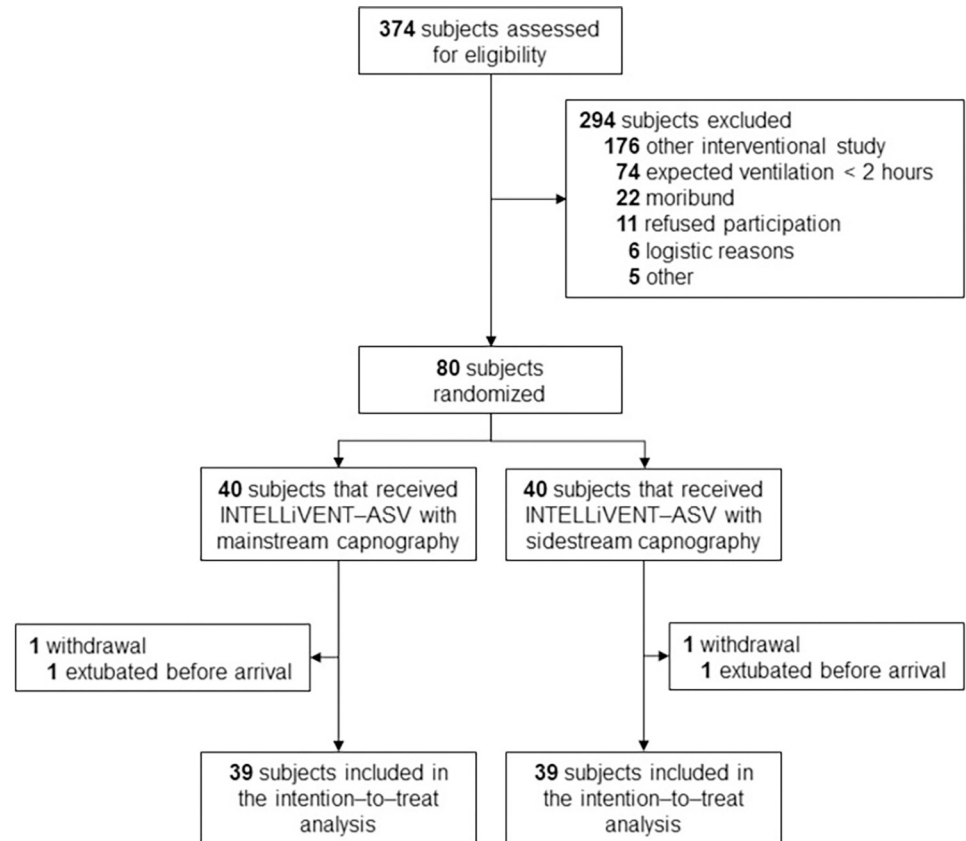 374 subjects assessed
for eligibility
294 subjects excluded
176 other interventional study
74 expected ventilation < 2 hours
22 moribund
11 refused participation
6 logistic reasons
5 other
80 subjects
randomized
40 subjects that received
INTELLiVENT–ASV with
mainstream capnography
40 subjects that received
INTELLiVENT–ASV with
sidestream capnography
1 withdrawal
1 extubated before arrival
1 withdrawal
1 extubated before arrival
39 subjects included in
the intention–to–treat
analysis
39 subjects included in
the intention–to–treat
analysis